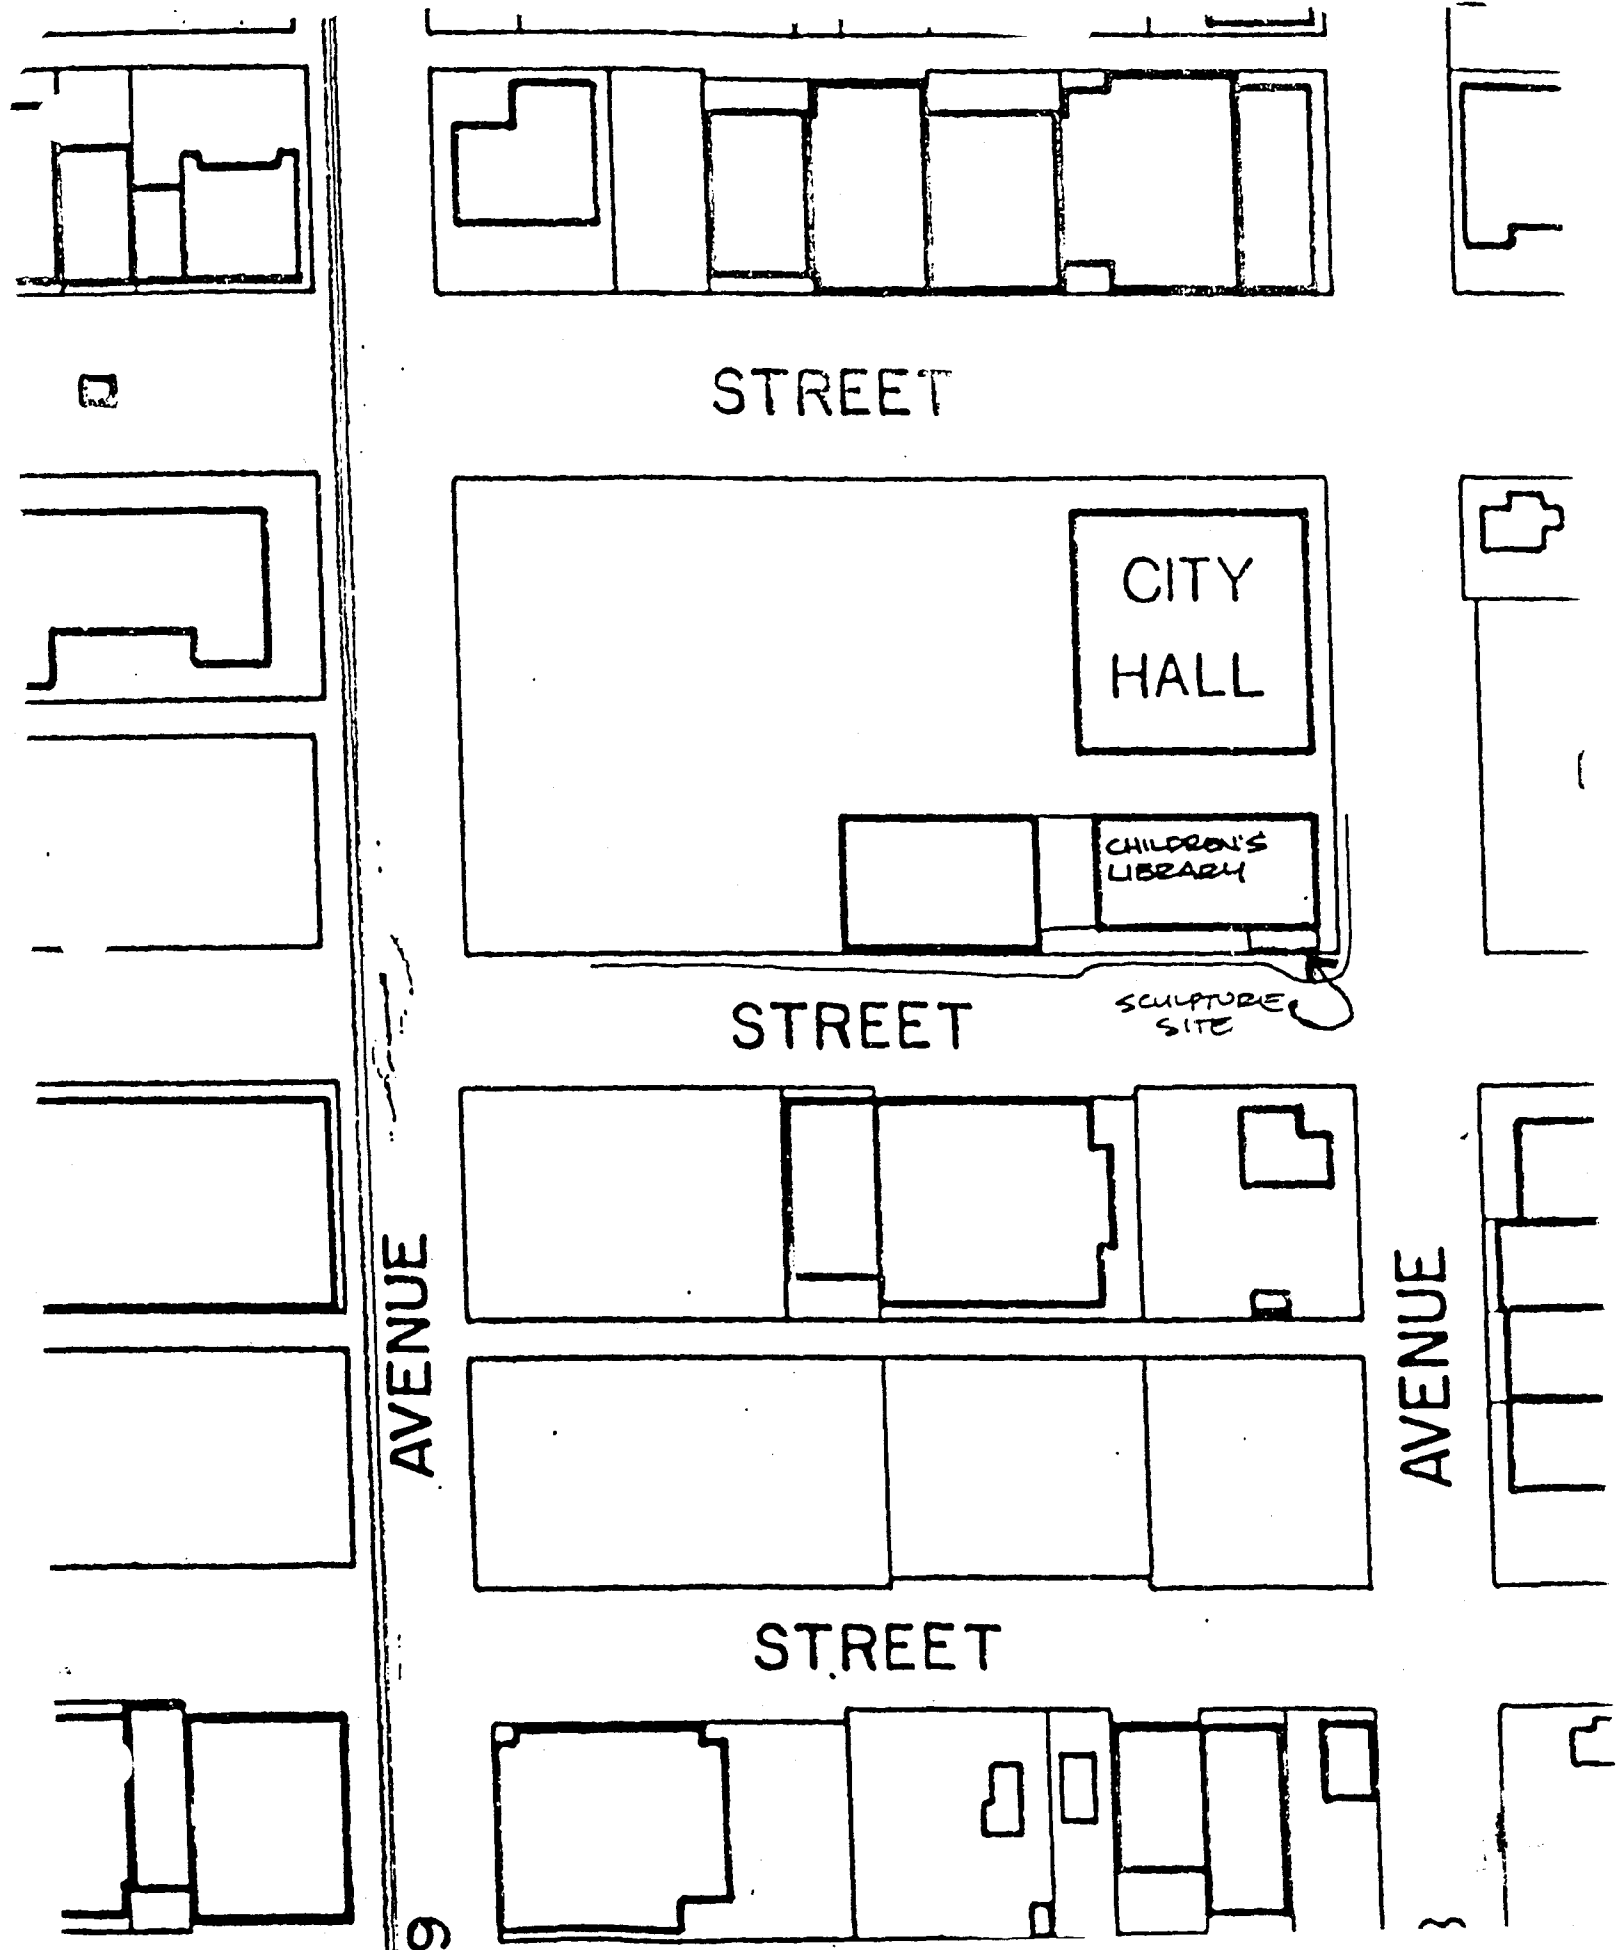 STREET
CITY
HALL
CHILDREN'S
LIBRARY
SCULPTURE
SITE
STREET
AVENUE
AVENUE
STREET